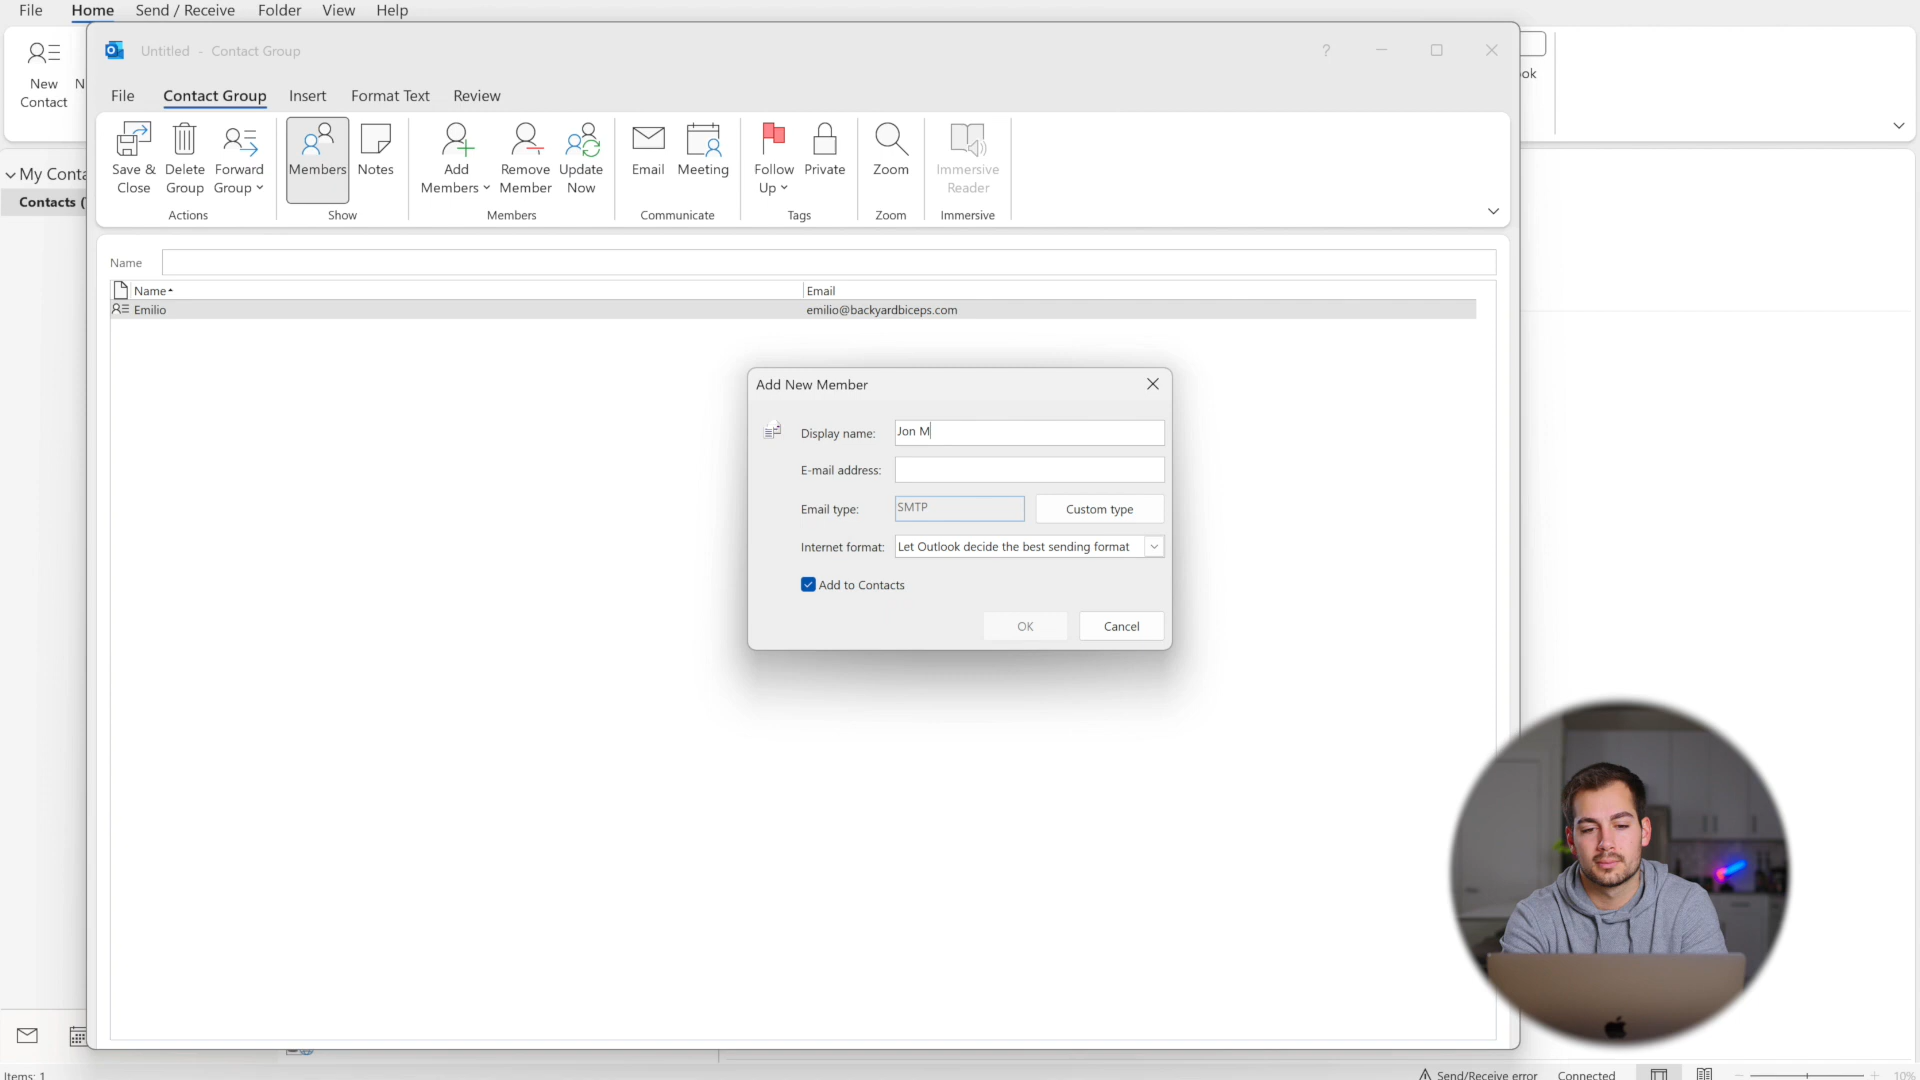 File Home Send / Receive Folder View Help
New Contact
Untitled - Contact Group
?
File Contact Group Insert Format Text Review
Save & Close
Delete Group
Forward Group
Members
Notes
Add Members
Remove Member
Update Now
Email
Meeting
Follow Up
Private
Zoom
Immersive Reader
Actions Show Members Communicate Tags Zoom Immersive
My Conta
Contacts (
Name
Name Email
Emilio emilio@backyardbiceps.com
Add New Member
Display name: Jon M
E-mail address:
Email type: SMTP Custom type
Internet format: Let Outlook decide the best sending format
Add to Contacts
OK Cancel
Items: 1 Send/Receive error Connected 10%